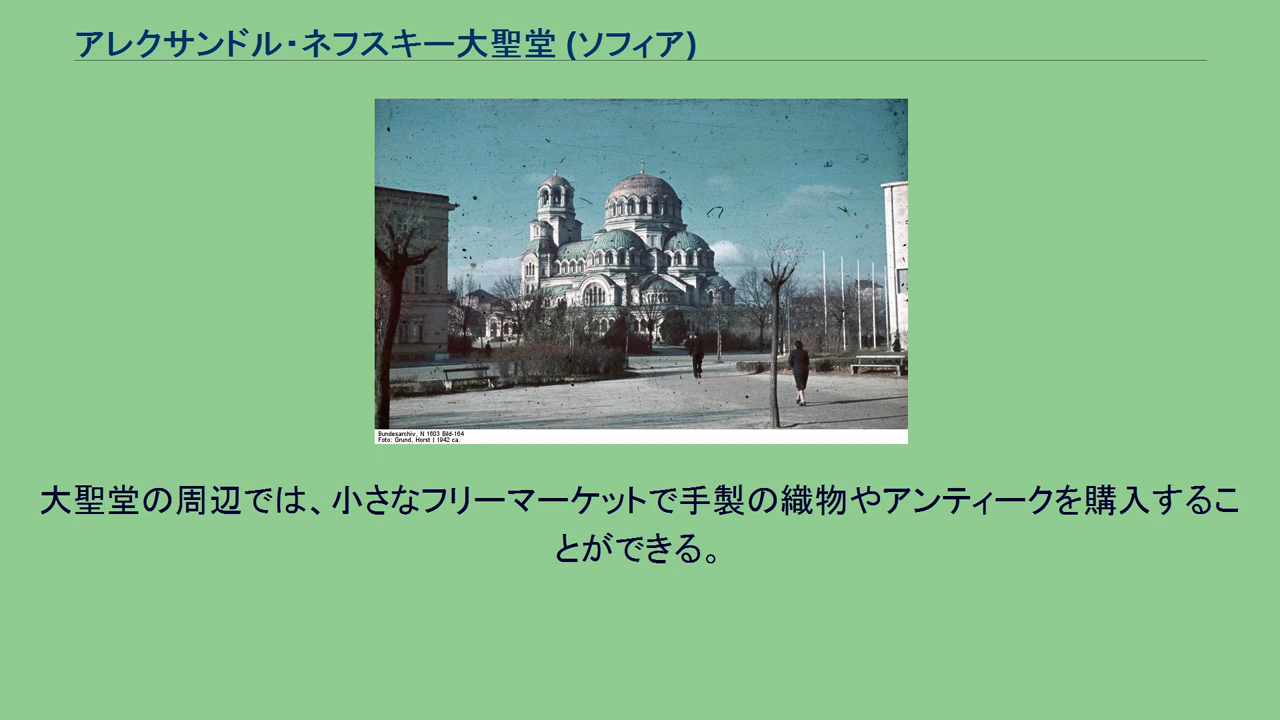 アレクサンドル・ネフスキー大聖堂 (ソフィア)
Bundesarchiv, N 1603 Bild-164
Foto: Grund, Horst | 1942 ca.
大聖堂の周辺では、小さなフリーマーケットで手製の織物やアンティークを購入するこ
とができる。